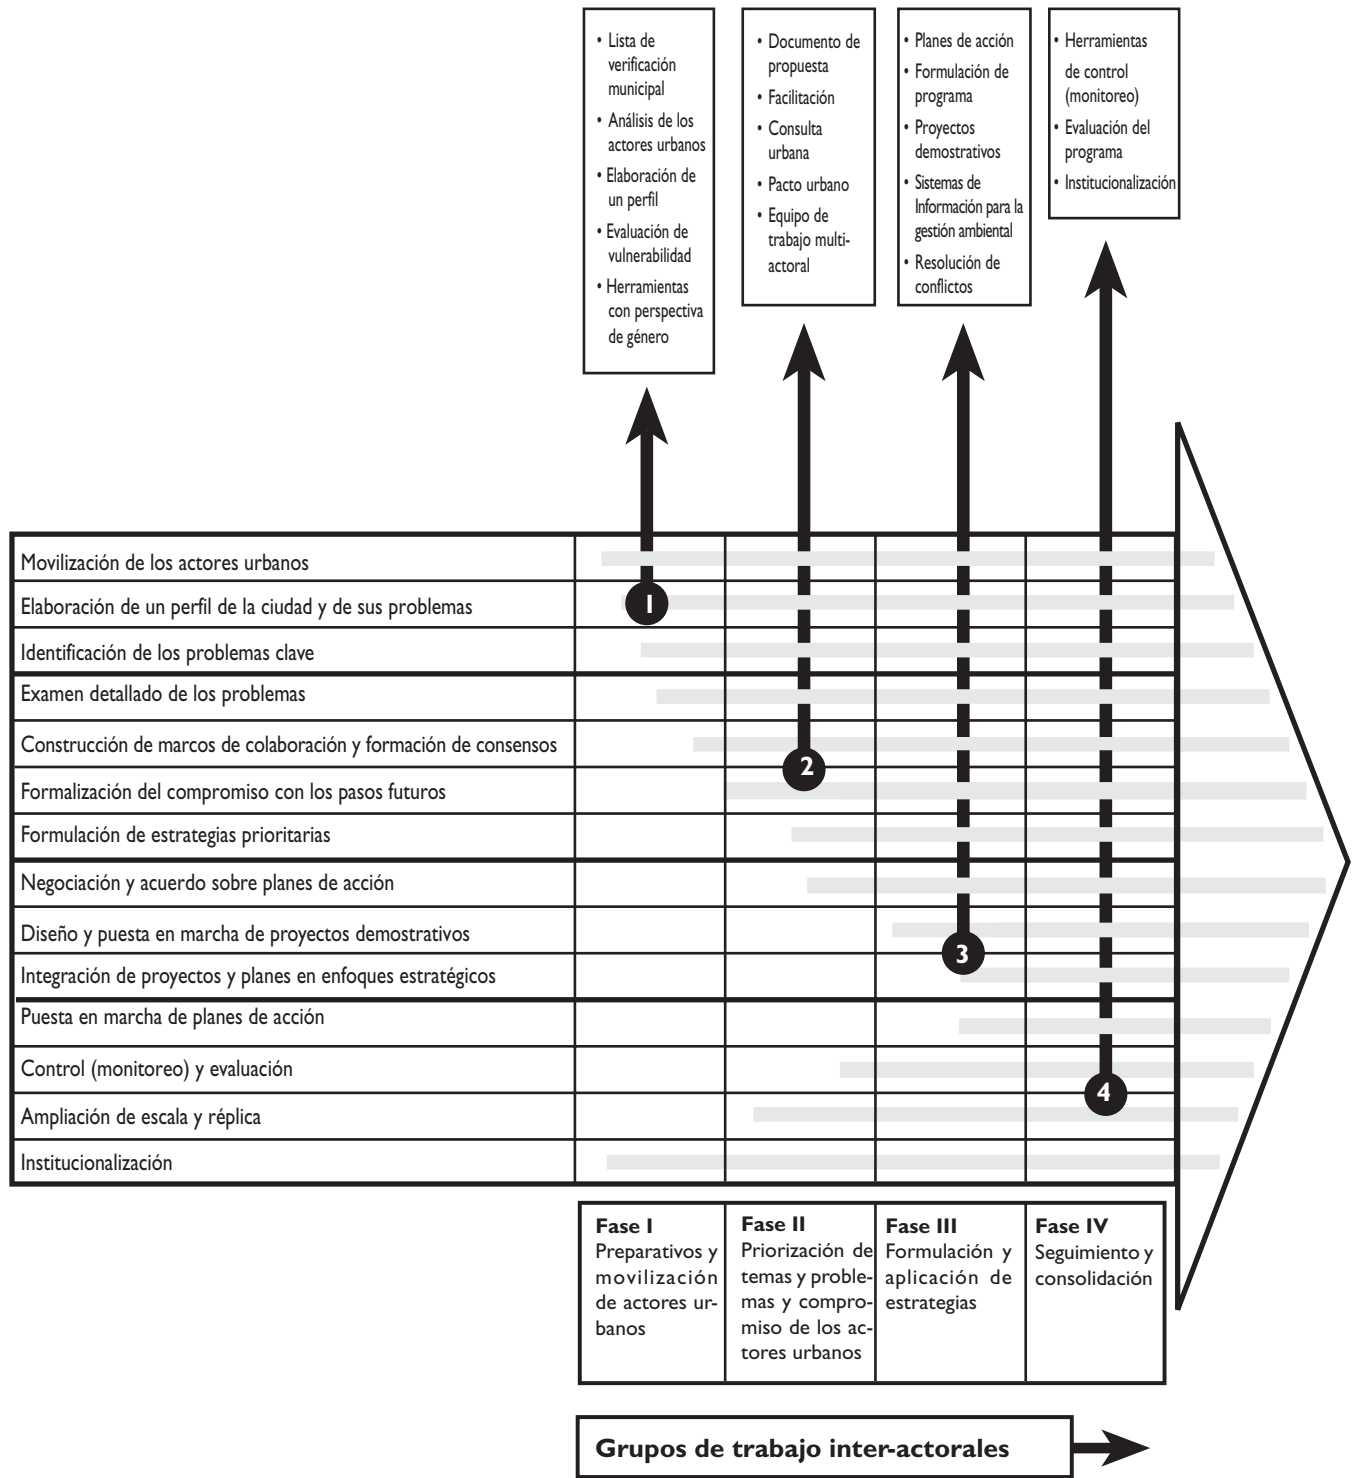 • Lista de
verificación
municipal
• Análisis de los
actores urbanos
• Elaboración de
un perfil
• Evaluación de
vulnerabilidad
• Herramientas
con perspectiva
de género
• Documento de
propuesta
• Facilitación
• Consulta
urbana
• Pacto urbano
• Equipo de
trabajo multi-
actoral
• Planes de acción
• Formulación de
programa
• Proyectos
demostrativos
• Sistemas de
Información para la
gestión ambiental
• Resolución de
conflictos
• Herramientas
de control
(monitoreo)
• Evaluación del
programa
• Institucionalización
Movilización de los actores urbanos
Elaboración de un perfil de la ciudad y de sus problemas
1
Identificación de los problemas clave
Examen detallado de los problemas
Construcción de marcos de colaboración y formación de consensos
2
Formalización del compromiso con los pasos futuros
Formulación de estrategias prioritarias
Negociación y acuerdo sobre planes de acción
Diseño y puesta en marcha de proyectos demostrativos
3
Integración de proyectos y planes en enfoques estratégicos
Puesta en marcha de planes de acción
Control (monitoreo) y evaluación
4
Ampliación de escala y réplica
Institucionalización
Fase I
Preparativos y
movilización
de actores ur-
banos
Fase II
Priorización de
temas y proble-
mas y compro-
miso de los ac-
tores urbanos
Fase III
Formulación y
aplicación de
estrategias
Fase IV
Seguimiento y
consolidación
Grupos de trabajo inter-actorales